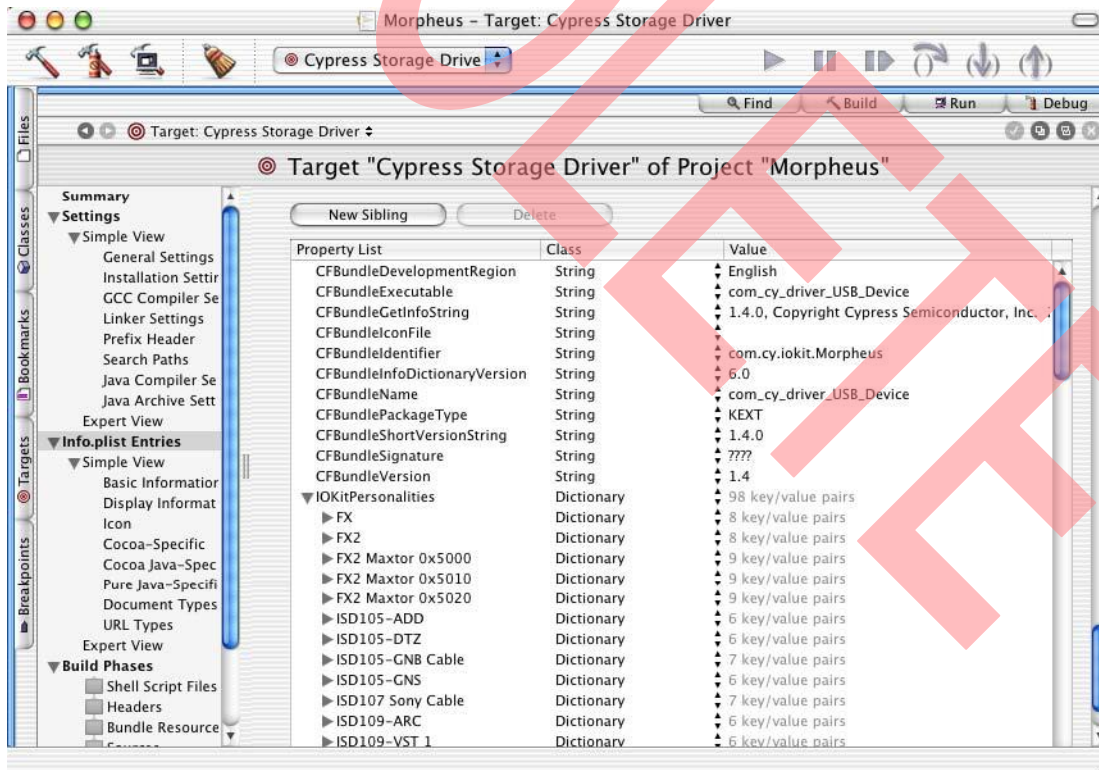 Morpheus – Target: Cypress Storage Driver
Cypress Storage Drive
Find Build Run Debug
Files
Classes
Bookmarks
Targets
Breakpoints
Target: Cypress Storage Driver
Target "Cypress Storage Driver" of Project "Morpheus"
Summary
Settings
Simple View
General Settings
Installation Settir
GCC Compiler Se
Linker Settings
Prefix Header
Search Paths
Java Compiler Se
Java Archive Sett
Expert View
Info.plist Entries
Simple View
Basic Informatior
Display Informat
Icon
Cocoa-Specific
Cocoa Java-Spec
Pure Java-Specifi
Document Types
URL Types
Expert View
Build Phases
Shell Script Files
Headers
Bundle Resource
New Sibling Delete
Property List Class Value
CFBundleDevelopmentRegion String English
CFBundleExecutable String com_cy_driver_USB_Device
CFBundleGetInfoString String 1.4.0, Copyright Cypress Semiconductor, Inc.
CFBundleIconFile String
CFBundleIdentifier String com.cy.iokit.Morpheus
CFBundleInfoDictionaryVersion String 6.0
CFBundleName String com_cy_driver_USB_Device
CFBundlePackageType String KEXT
CFBundleShortVersionString String 1.4.0
CFBundleSignature String ????
CFBundleVersion String 1.4
IOKitPersonalities Dictionary 98 key/value pairs
FX Dictionary 8 key/value pairs
FX2 Dictionary 8 key/value pairs
FX2 Maxtor 0x5000 Dictionary 9 key/value pairs
FX2 Maxtor 0x5010 Dictionary 9 key/value pairs
FX2 Maxtor 0x5020 Dictionary 9 key/value pairs
ISD105-ADD Dictionary 6 key/value pairs
ISD105-DTZ Dictionary 6 key/value pairs
ISD105-GNB Cable Dictionary 7 key/value pairs
ISD105-GNS Dictionary 6 key/value pairs
ISD107 Sony Cable Dictionary 7 key/value pairs
ISD109-ARC Dictionary 6 key/value pairs
ISD109-VST 1 Dictionary 6 key/value pairs